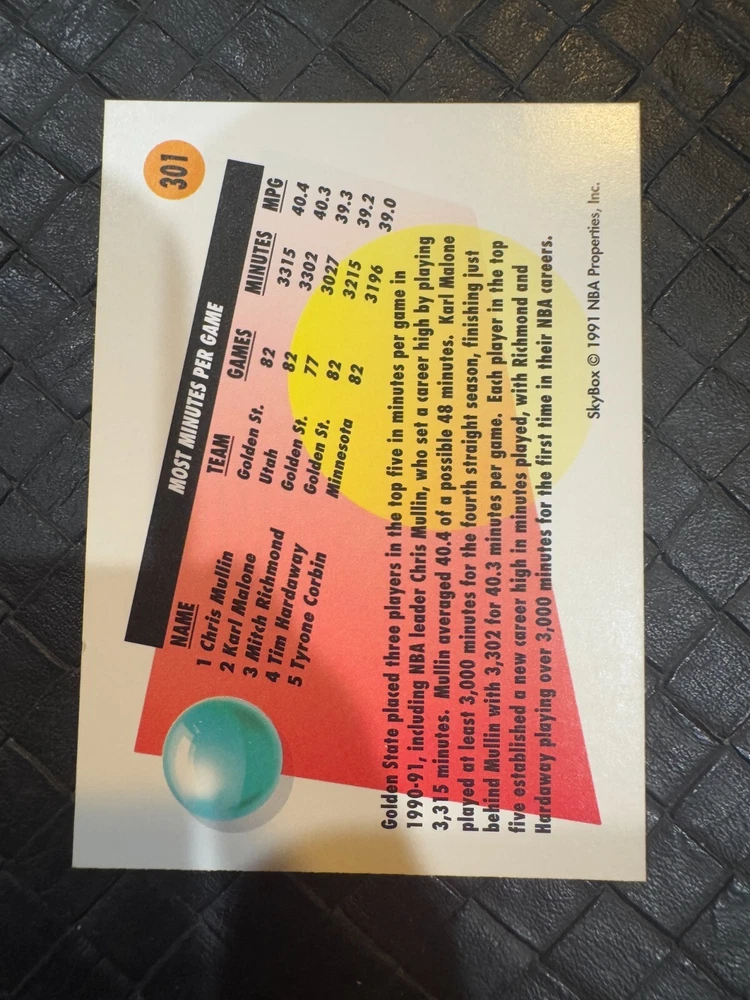 301
MOST MINUTES PER GAME
NAME TEAM GAMES MINUTES MPG
1 Chris Mullin Golden St. 82 3315 40.4
2 Karl Malone Utah 82 3302 40.3
3 Mitch Richmond Golden St. 77 3027 39.3
4 Tim Hardaway Golden St. 82 3215 39.2
5 Tyrone Corbin Minnesota 82 3196 39.0
Golden State placed three players in the top five in minutes per game in
1990-91, including NBA leader Chris Mullin, who set a career high by playing
3,315 minutes. Mullin averaged 40.4 of a possible 48 minutes. Karl Malone
played at least 3,000 minutes for the fourth straight season, finishing just
behind Mullin with 3,302 for 40.3 minutes per game. Each player in the top
five established a new career high in minutes played, with Richmond and
Hardaway playing over 3,000 minutes for the first time in their NBA careers.
SkyBox © 1991 NBA Properties, Inc.